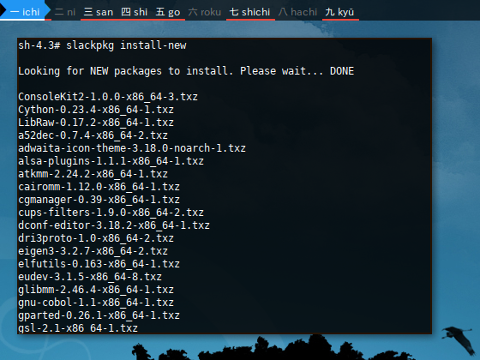 一 ichi 二 ni 三 san 四 shi 五 go 六 roku 七 shichi 八 hachi 九 kyū
sh-4.3# slackpkg install-new
Looking for NEW packages to install. Please wait... DONE
ConsoleKit2-1.0.0-x86_64-3.txz
Cython-0.23.4-x86_64-1.txz
LibRaw-0.17.2-x86_64-1.txz
a52dec-0.7.4-x86_64-2.txz
adwaita-icon-theme-3.18.0-noarch-1.txz
alsa-plugins-1.1.1-x86_64-1.txz
atkmm-2.24.2-x86_64-1.txz
cairomm-1.12.0-x86_64-1.txz
cgmanager-0.39-x86_64-1.txz
cups-filters-1.9.0-x86_64-2.txz
dconf-editor-3.18.2-x86_64-1.txz
dri3proto-1.0-x86_64-2.txz
eigen3-3.2.7-x86_64-2.txz
elfutils-0.163-x86_64-1.txz
eudev-3.1.5-x86_64-8.txz
glibmm-2.46.4-x86_64-1.txz
gnu-cobol-1.1-x86_64-1.txz
gparted-0.26.1-x86_64-1.txz
gsl-2.1-x86_64-1.txz